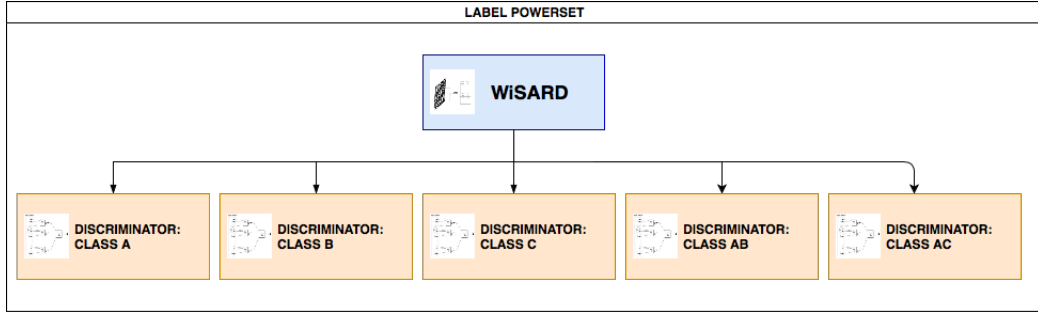 LABEL POWERSET
WiSARD
DISCRIMINATOR:
CLASS A
DISCRIMINATOR:
CLASS B
DISCRIMINATOR:
CLASS C
DISCRIMINATOR:
CLASS AB
DISCRIMINATOR:
CLASS AC